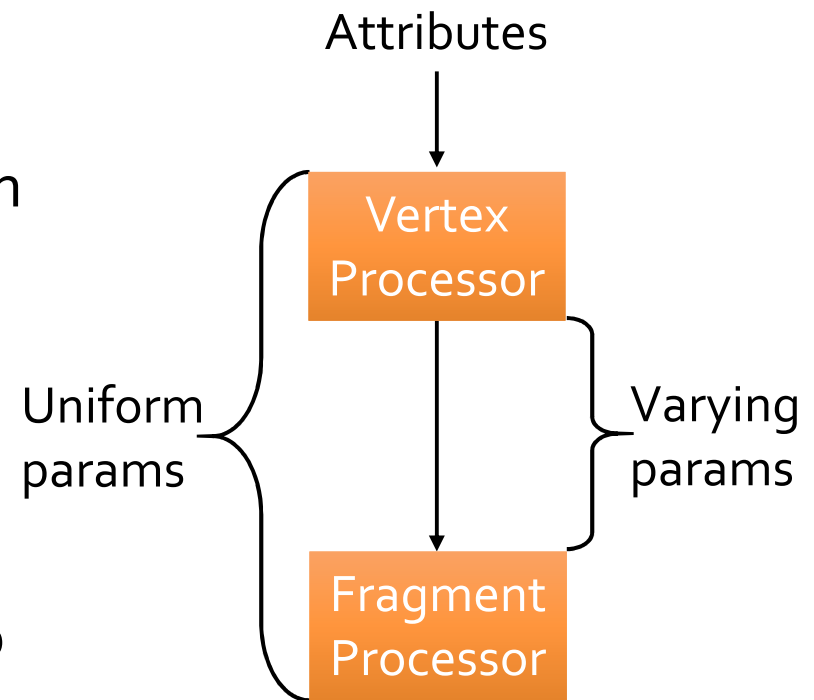 Attributes
n
Vertex
Processor
Uniform
params
Varying
params
Fragment
Processor